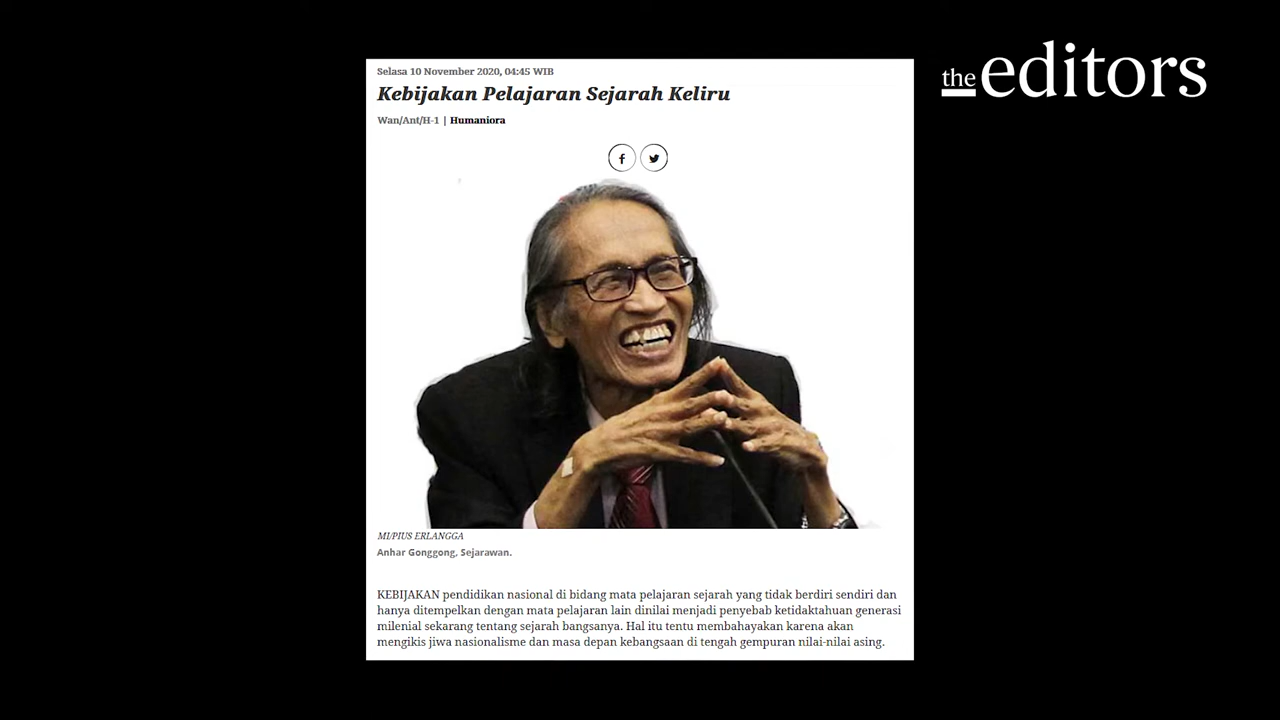 the editors
Selasa 10 November 2020, 04:45 WIB
Kebijakan Pelajaran Sejarah Keliru
Wan/Ant/H-1 | Humaniora
MI/PIUS ERLANGGA
Anhar Gonggong, Sejarawan.
KEBIJAKAN pendidikan nasional di bidang mata pelajaran sejarah yang tidak berdiri sendiri dan
hanya ditempelkan dengan mata pelajaran lain dinilai menjadi penyebab ketidaktahuan generasi
milenial sekarang tentang sejarah bangsanya. Hal itu tentu membahayakan karena akan
mengikis jiwa nasionalisme dan masa depan kebangsaan di tengah gempuran nilai-nilai asing.